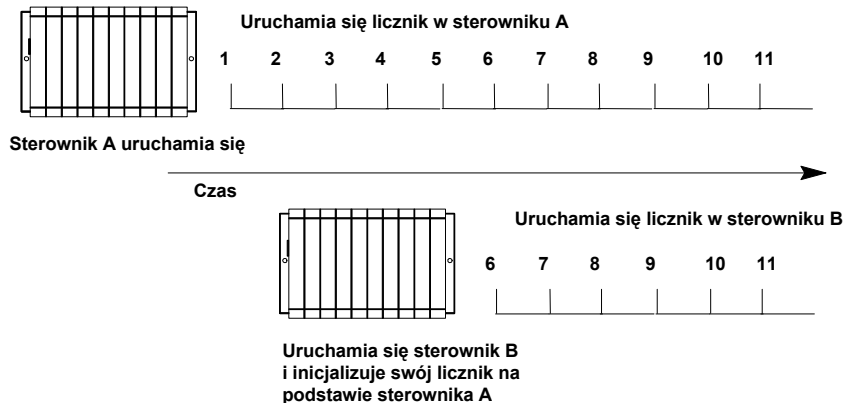 Uruchamia się licznik w sterowniku A
1 2 3 4 5 6 7 8 9 10 11
Sterownik A uruchamia się
Czas
Uruchamia się licznik w sterowniku B
6 7 8 9 10 11
Uruchamia się sterownik B
i inicjalizuje swój licznik na
podstawie sterownika A